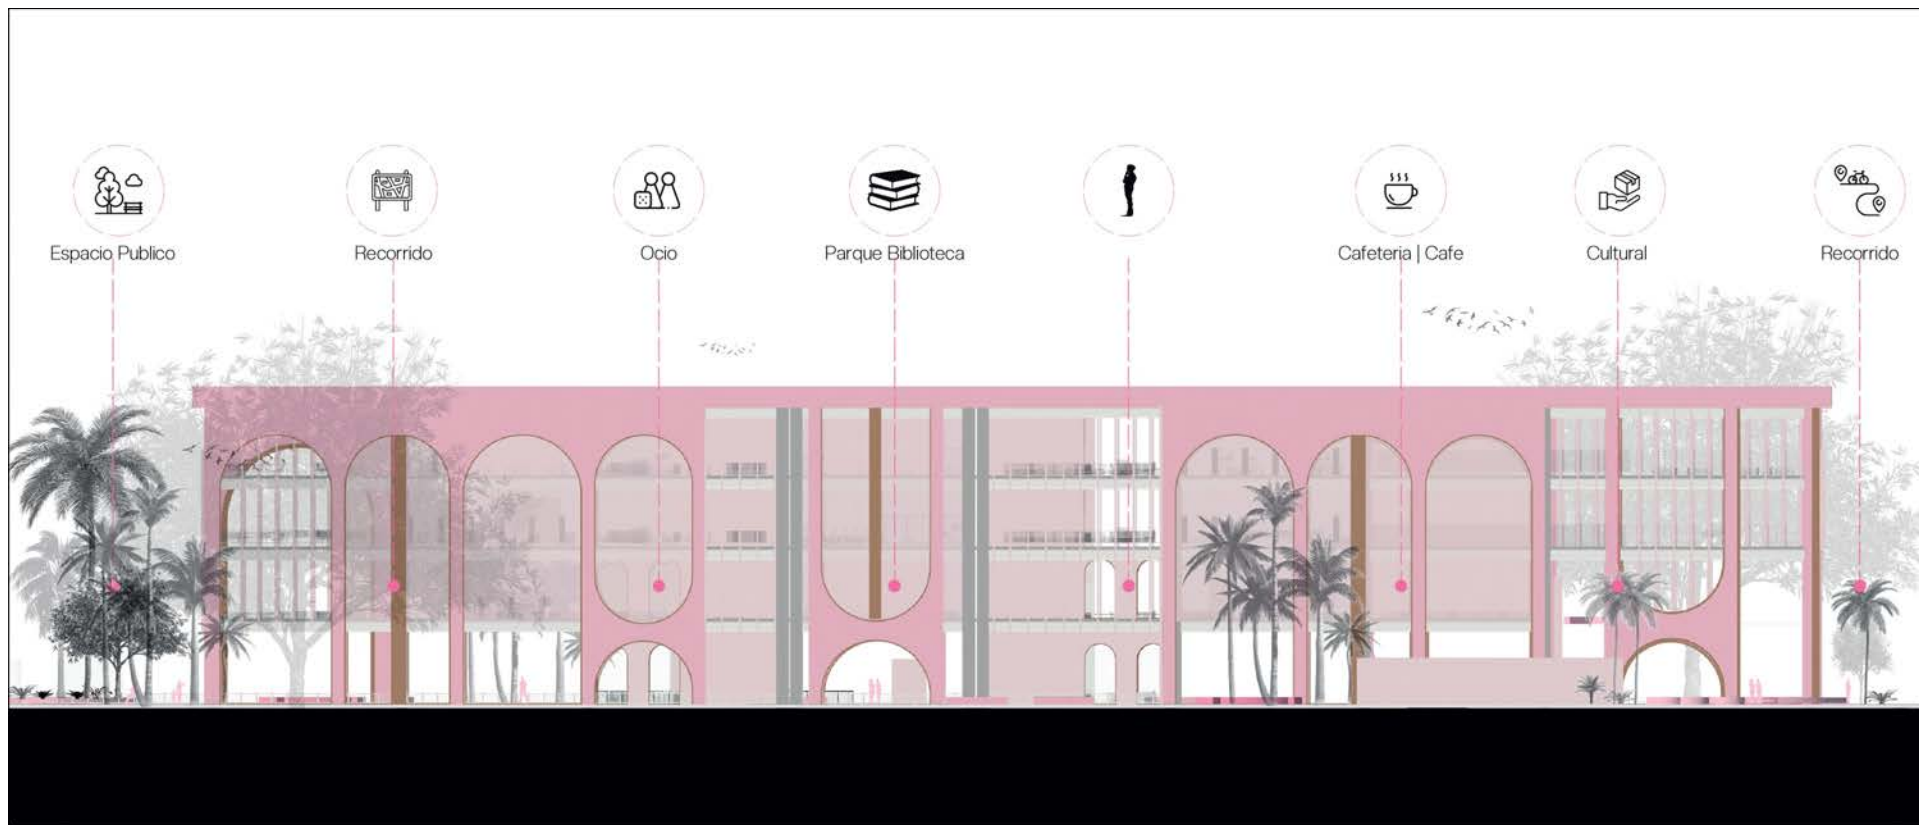 Espacio Publico
Recorrido
Ocio
Parque Biblioteca
Cafeteria | Cafe
Cultural
Recorrido